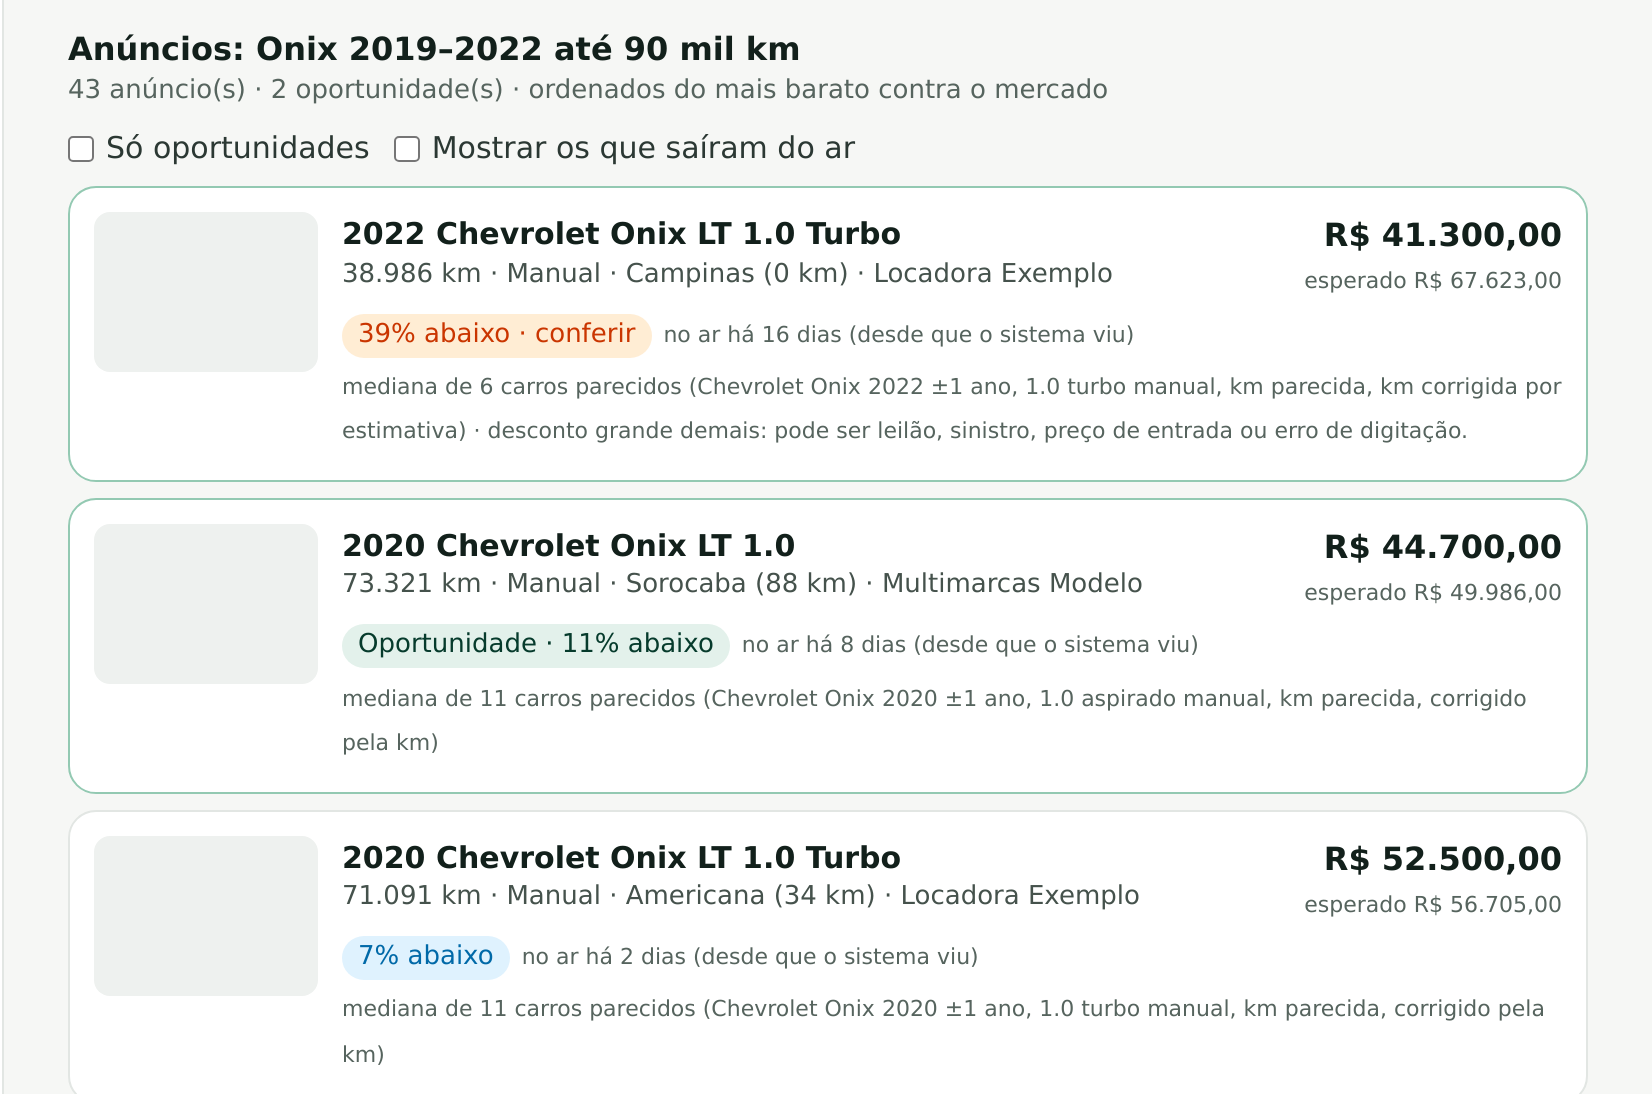 Anúncios: Onix 2019–2022 até 90 mil km
43 anúncio(s) · 2 oportunidade(s) · ordenados do mais barato contra o mercado
Só oportunidades Mostrar os que saíram do ar
2022 Chevrolet Onix LT 1.0 Turbo
R$ 41.300,00
38.986 km · Manual · Campinas (0 km) · Locadora Exemplo
esperado R$ 67.623,00
39% abaixo · conferir no ar há 16 dias (desde que o sistema viu)
mediana de 6 carros parecidos (Chevrolet Onix 2022 ±1 ano, 1.0 turbo manual, km parecida, km corrigida por
estimativa) · desconto grande demais: pode ser leilão, sinistro, preço de entrada ou erro de digitação.
2020 Chevrolet Onix LT 1.0
R$ 44.700,00
73.321 km · Manual · Sorocaba (88 km) · Multimarcas Modelo
esperado R$ 49.986,00
Oportunidade · 11% abaixo no ar há 8 dias (desde que o sistema viu)
mediana de 11 carros parecidos (Chevrolet Onix 2020 ±1 ano, 1.0 aspirado manual, km parecida, corrigido
pela km)
2020 Chevrolet Onix LT 1.0 Turbo
R$ 52.500,00
71.091 km · Manual · Americana (34 km) · Locadora Exemplo
esperado R$ 56.705,00
7% abaixo no ar há 2 dias (desde que o sistema viu)
mediana de 11 carros parecidos (Chevrolet Onix 2020 ±1 ano, 1.0 turbo manual, km parecida, corrigido pela
km)